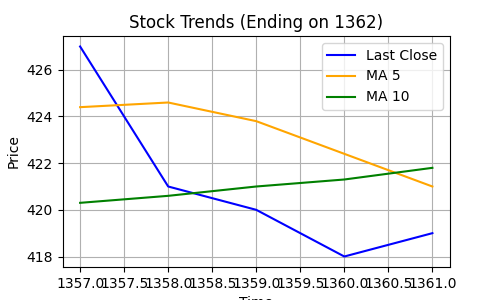 Stock Trends (Ending on 1362)
Last Close
MA 5
MA 10
Price
426
424
422
420
418
1357.0 1357.5 1358.0 1358.5 1359.0 1359.5 1360.0 1360.5 1361.0
Time